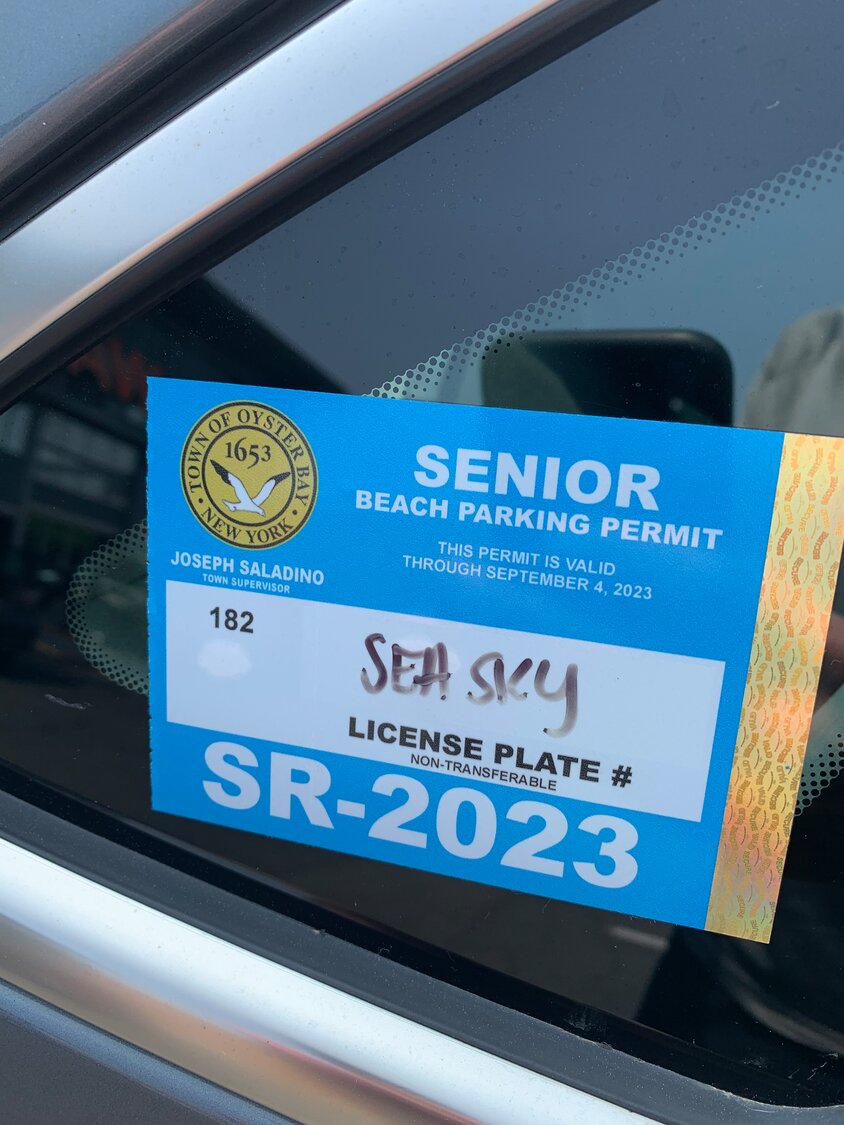 TOWN OF OYSTER BAY
1653
NEW YORK
JOSEPH SALADINO
TOWN SUPERVISOR
SENIOR
BEACH PARKING PERMIT
THIS PERMIT IS VALID
THROUGH SEPTEMBER 4, 2023
182
SEA SKY
LICENSE PLATE #
NON-TRANSFERABLE
SR-2023